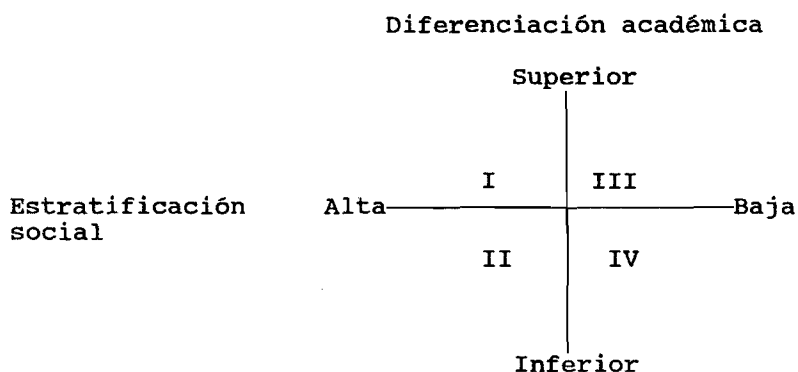 Diferenciación académica
Superior
I III
Estratificación Alta Baja
social
II IV
Inferior